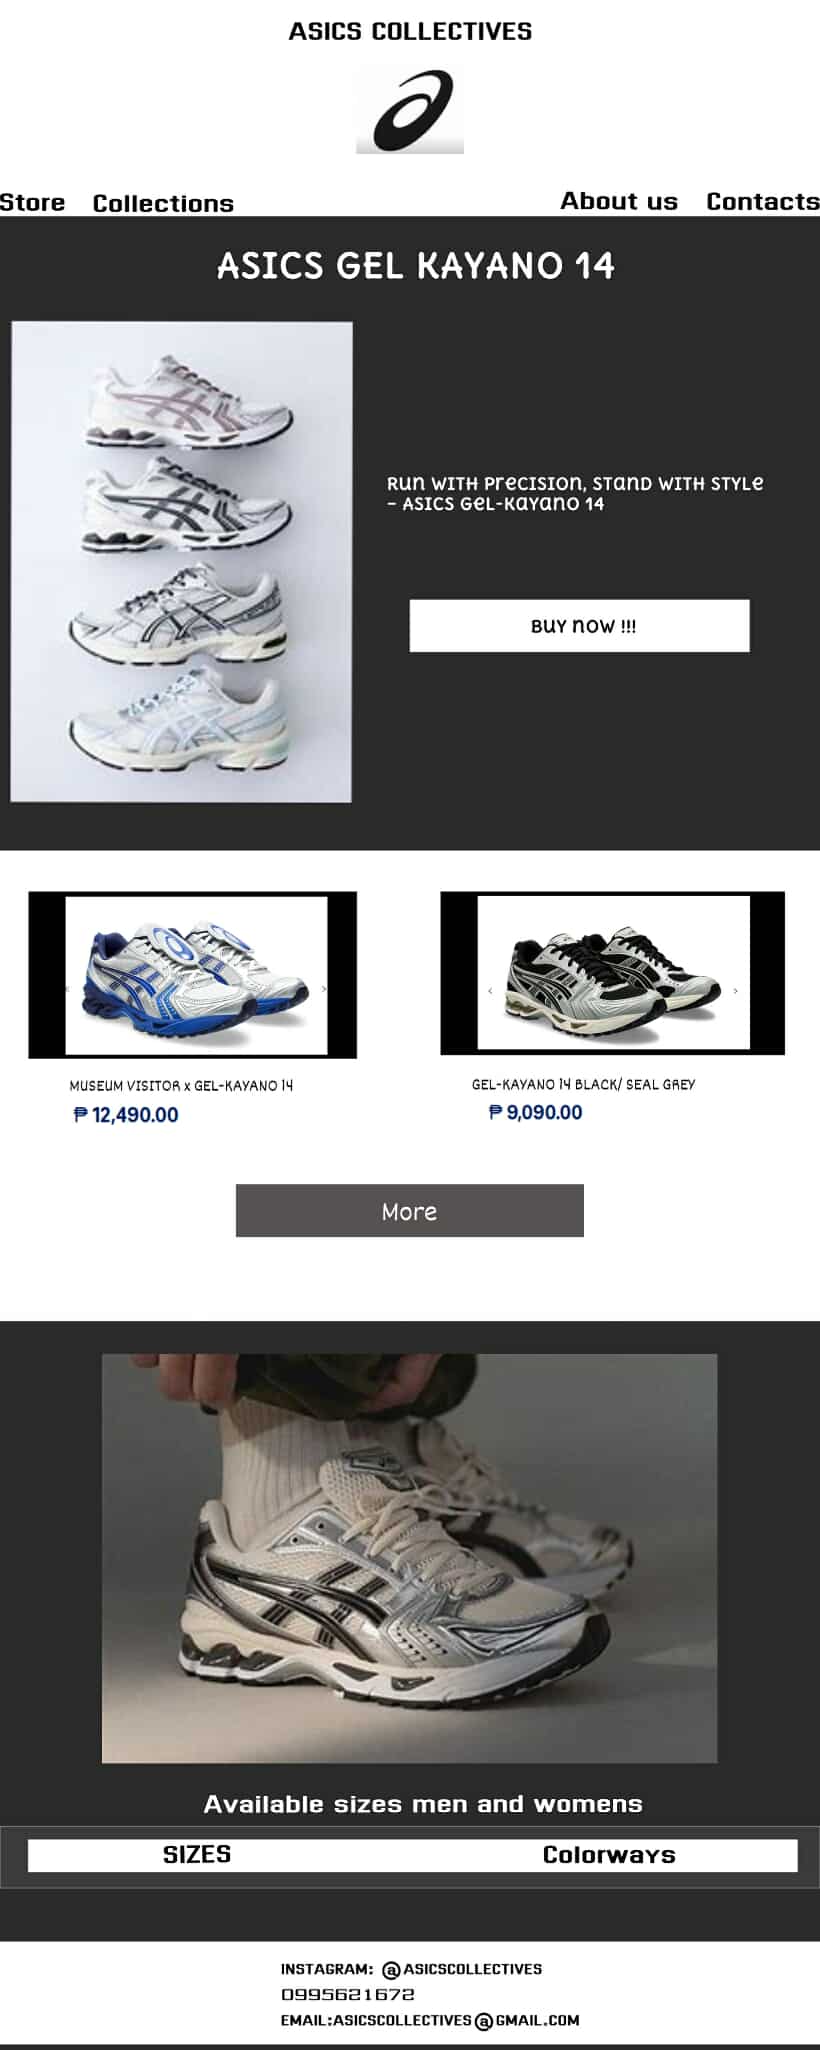 ASICS COLLECTIVES
Store Collections About us Contacts
ASICS GEL KAYANO 14
Run WITH Precision, Stand WITH STYLe
– ASICS Gel-Kayano 14
BUY now !!!
MUSEUM VISITOR x GEL-KAYANO 14
₱ 12,490.00
GEL-KAYANO 14 BLACK/ SEAL GREY
₱ 9,090.00
More
Available sizes men and womens
SIZES Colorways
INSTAGRAM: @ASICSCOLLECTIVES
0995621672
EMAIL:ASICSCOLLECTIVES@GMAIL.COM